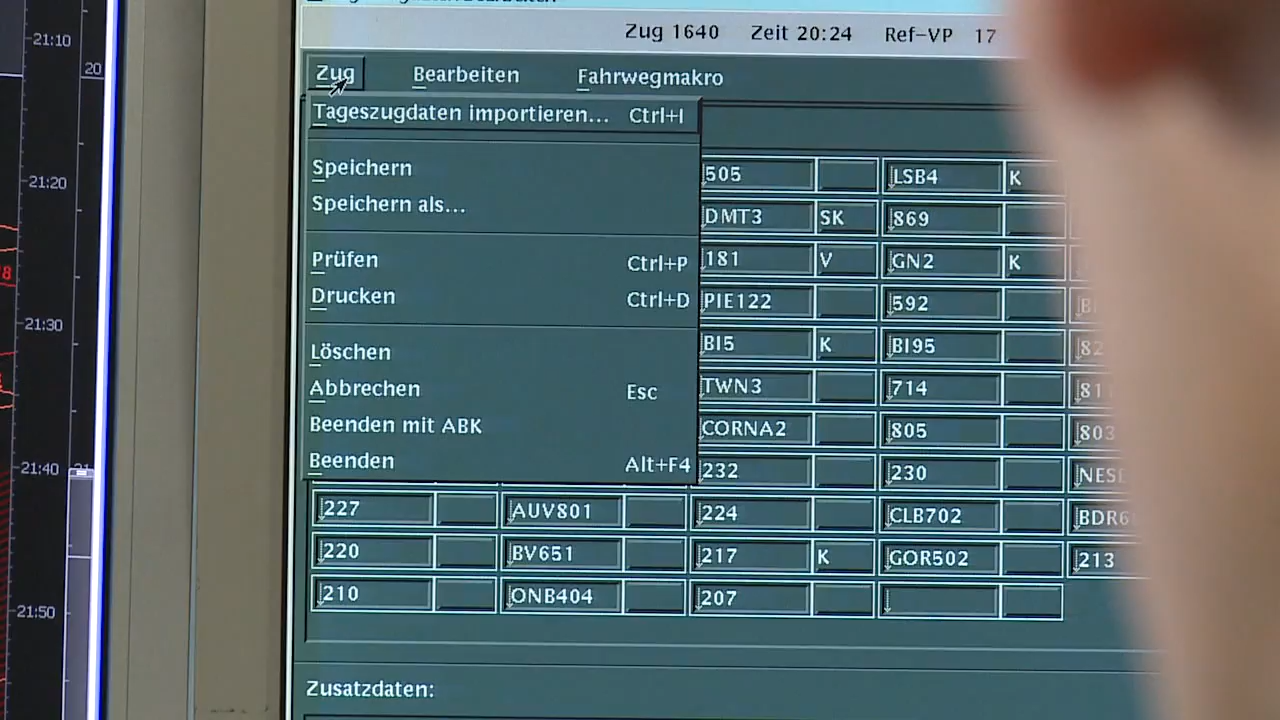 21:10
20
21:20
8
21:30
21:40
21:50
Zug 1640 Zeit 20:24 Ref-VP 17
Zug Bearbeiten Fahrwegmakro
Tageszugdaten importieren... Ctrl+I
Speichern
Speichern als...
Prüfen Ctrl+P
Drucken Ctrl+D
Löschen
Abbrechen Esc
Beenden mit ABK
Beenden Alt+F4
505 LSB4 K
DMT3 SK 869
181 V GN2 K
PIE122 592
BI5 K BI95
TWN3 714
CORNA2 805 803
232 230
227 AUV801 224 CLB702
220 BV651 217 K GOR502 213
210 ONB404 207
Zusatzdaten: